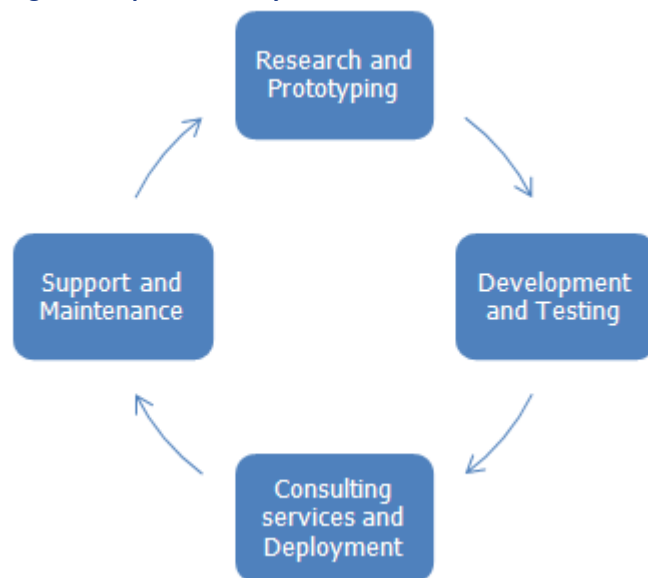 Research and
Prototyping
Development
and Testing
Consulting
services and
Deployment
Support and
Maintenance